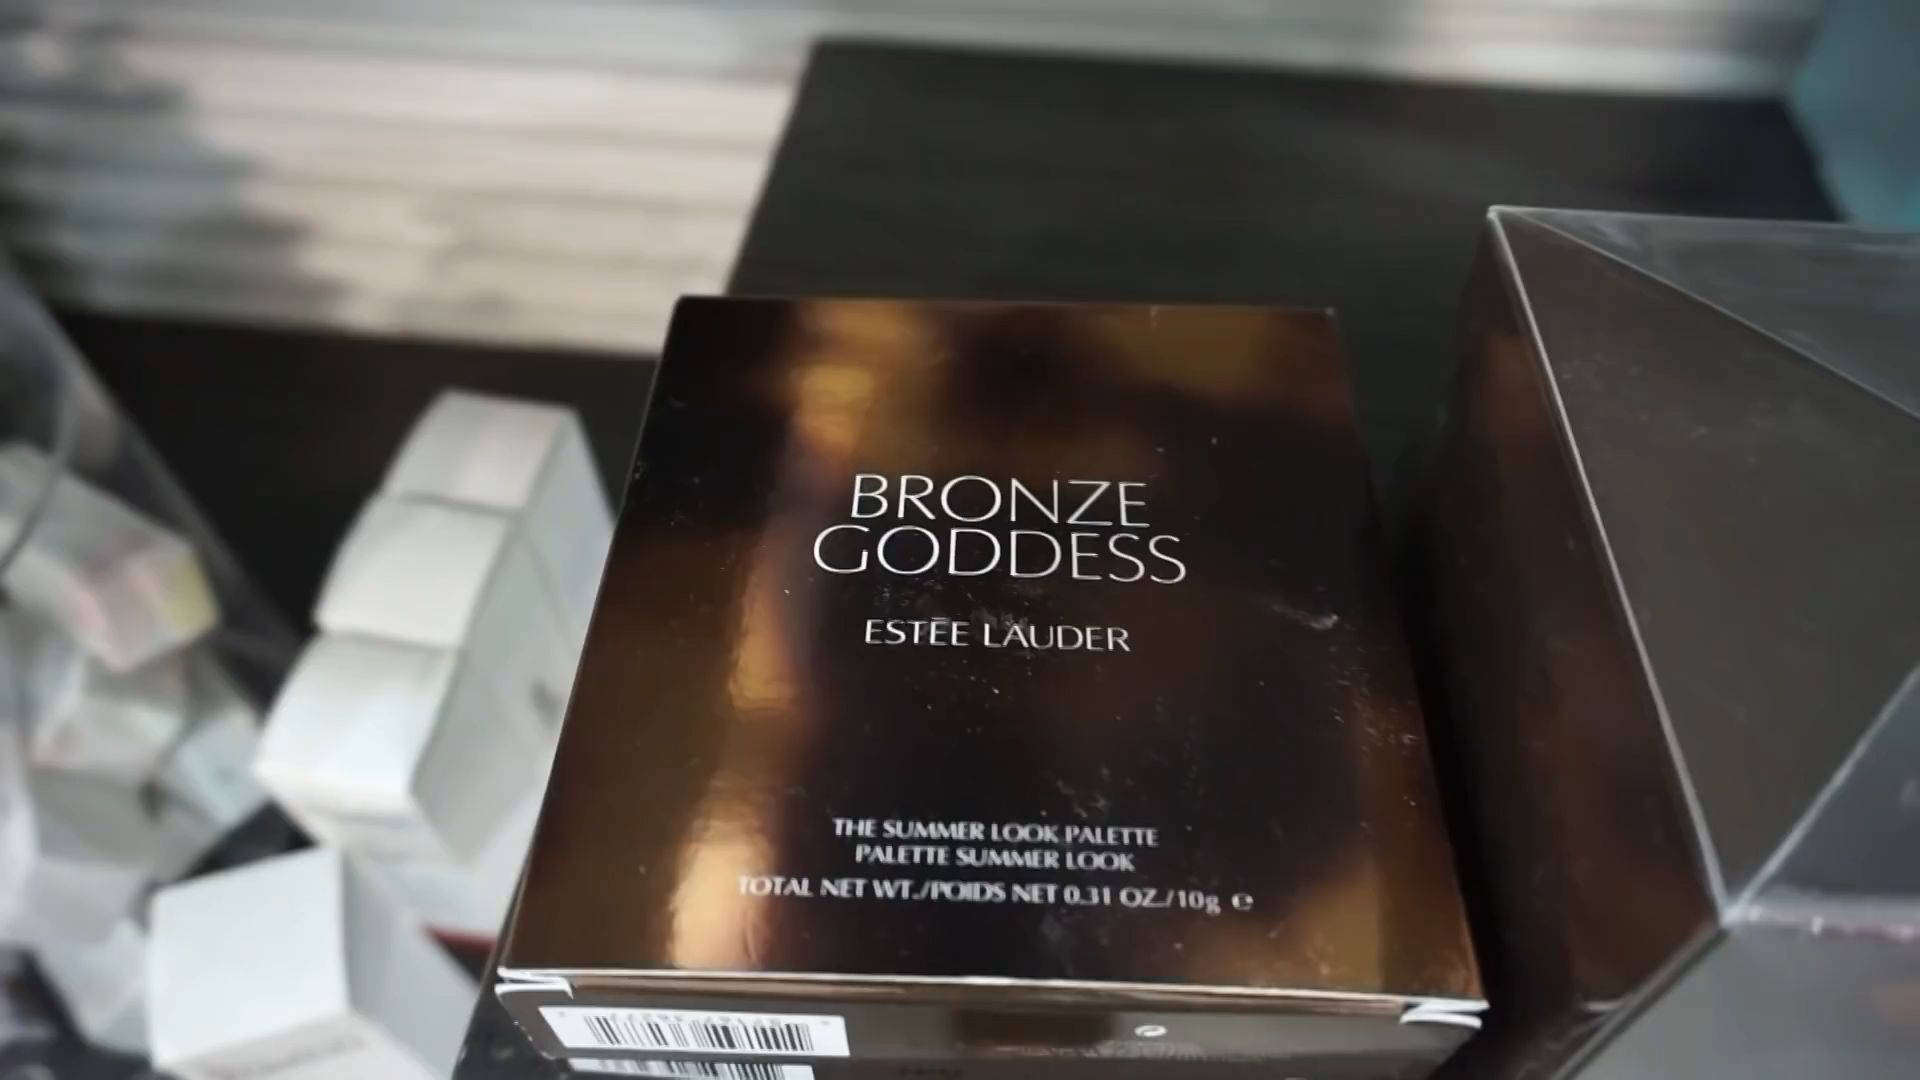 BRONZE
GODDESS
ESTEE LAUDER
THE SUMMER LOOK PALETTE
PALETTE SUMMER LOOK
TOTAL NET WT./POIDS NET 0.31 OZ./10g e